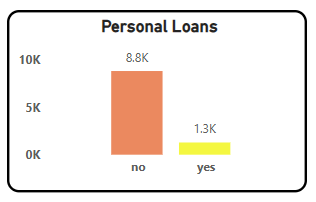 Personal Loans
10K
8.8K
5K
1.3K
0K
no yes